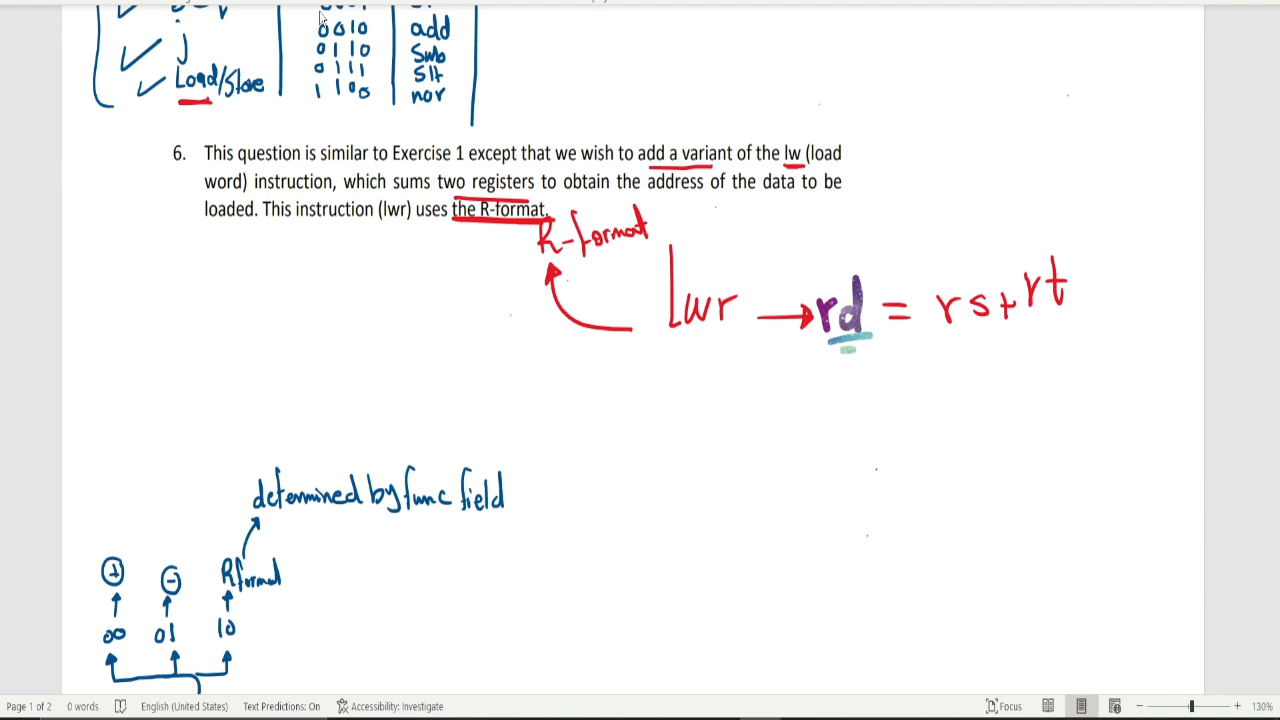 j
0010
add
0110
Sub
Load/Store
0111
Slt
1100
nor
6. This question is similar to Exercise 1 except that we wish to add a variant of the lw (load
word) instruction, which sums two registers to obtain the address of the data to be
loaded. This instruction (lwr) uses the R-format.
R-format
Lwr → rd = rs+rt
determined by func field
+ - Rformat
00 01 10
Page 1 of 2 0 words English (United States) Text Predictions: On Accessibility: Investigate Focus 130%